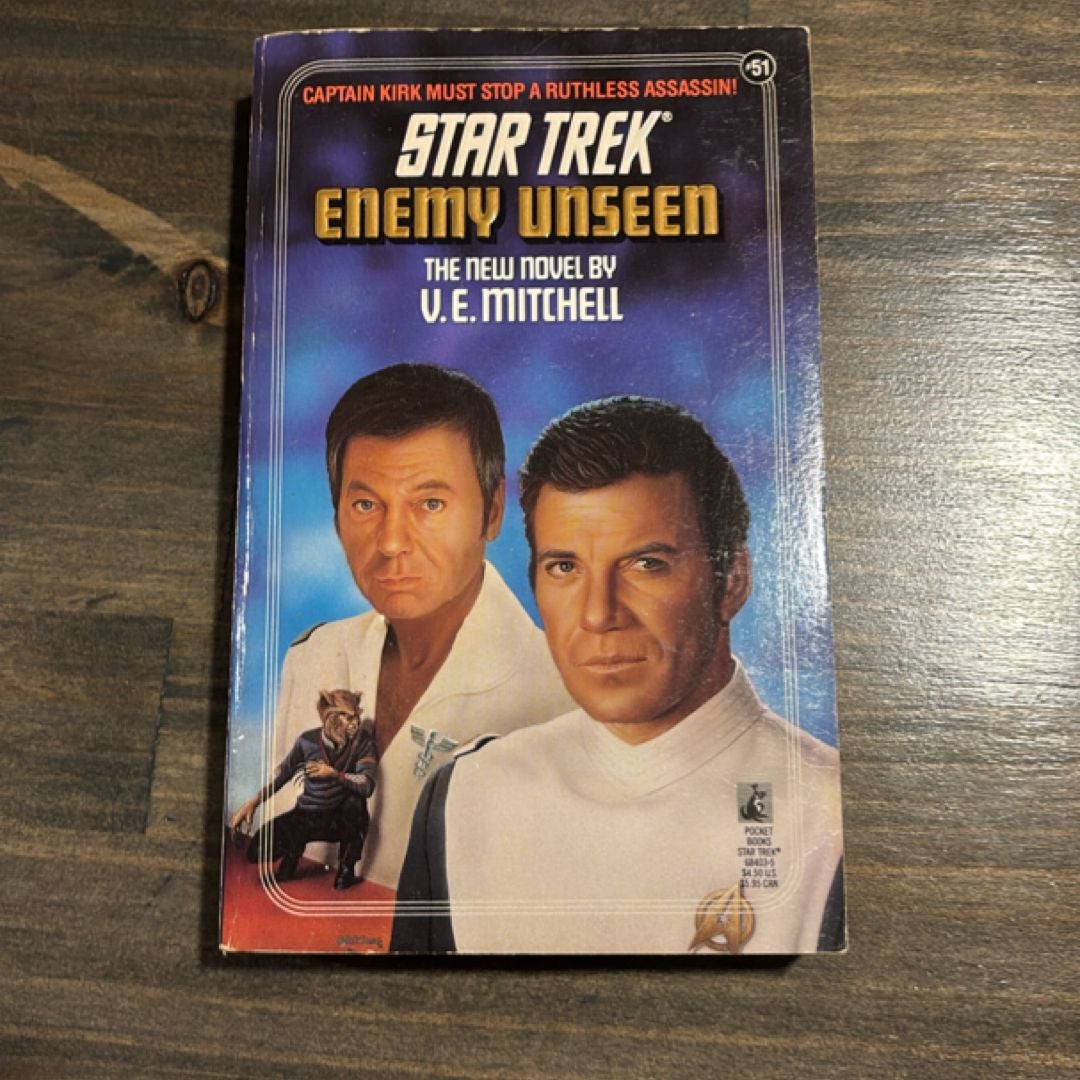 #51
CAPTAIN KIRK MUST STOP A RUTHLESS ASSASSIN!
STAR TREK®
ENEMY UNSEEN
THE NEW NOVEL BY
V. E. MITCHELL
POCKET
BOOKS
STAR TREK™
68403-5
$4.50 U.S.
$5.95 CAN